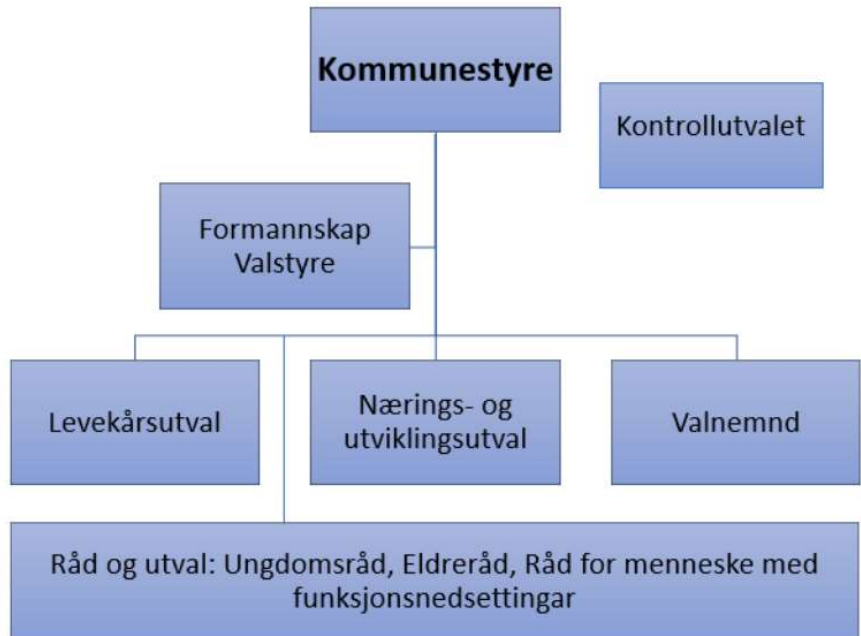 Kommunestyre
Kontrollutvalet
Formannskap
Valstyre
Levekårsutval
Nærings- og
utviklingsutval
Valnemnd
Råd og utval: Ungdomsråd, Eldreråd, Råd for menneske med
funksjonsnedsettingar